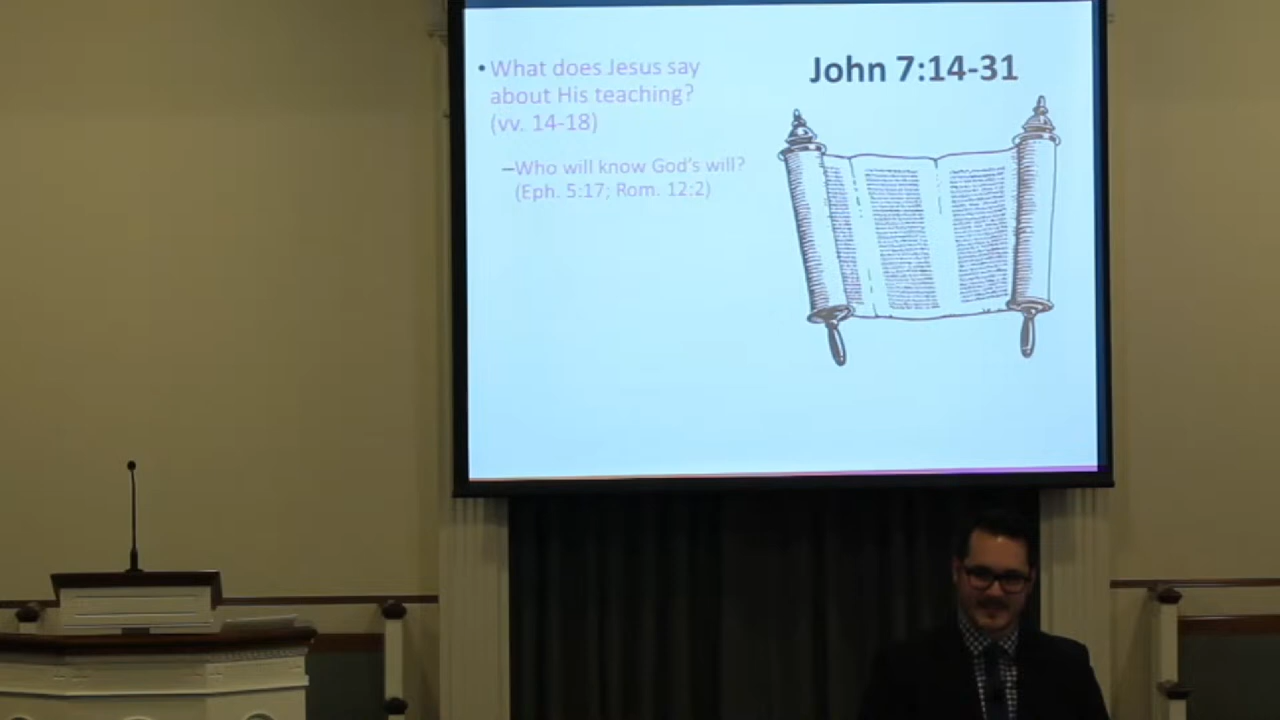 John 7:14-31
• What does Jesus say
about His teaching?
(vv. 14-18)
–Who will know God's will?
(Eph. 5:17; Rom. 12:2)